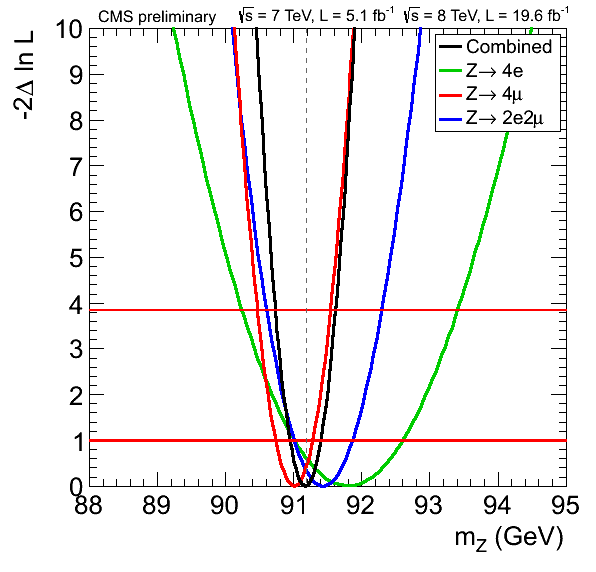 CMS preliminary √s = 7 TeV, L = 5.1 fb⁻¹ √s = 8 TeV, L = 19.6 fb⁻¹
-2Δ ln L
10
9
8
7
6
5
4
3
2
1
0
Combined
Z→ 4e
Z→ 4μ
Z→ 2e2μ
88 89 90 91 92 93 94 95
m_Z (GeV)